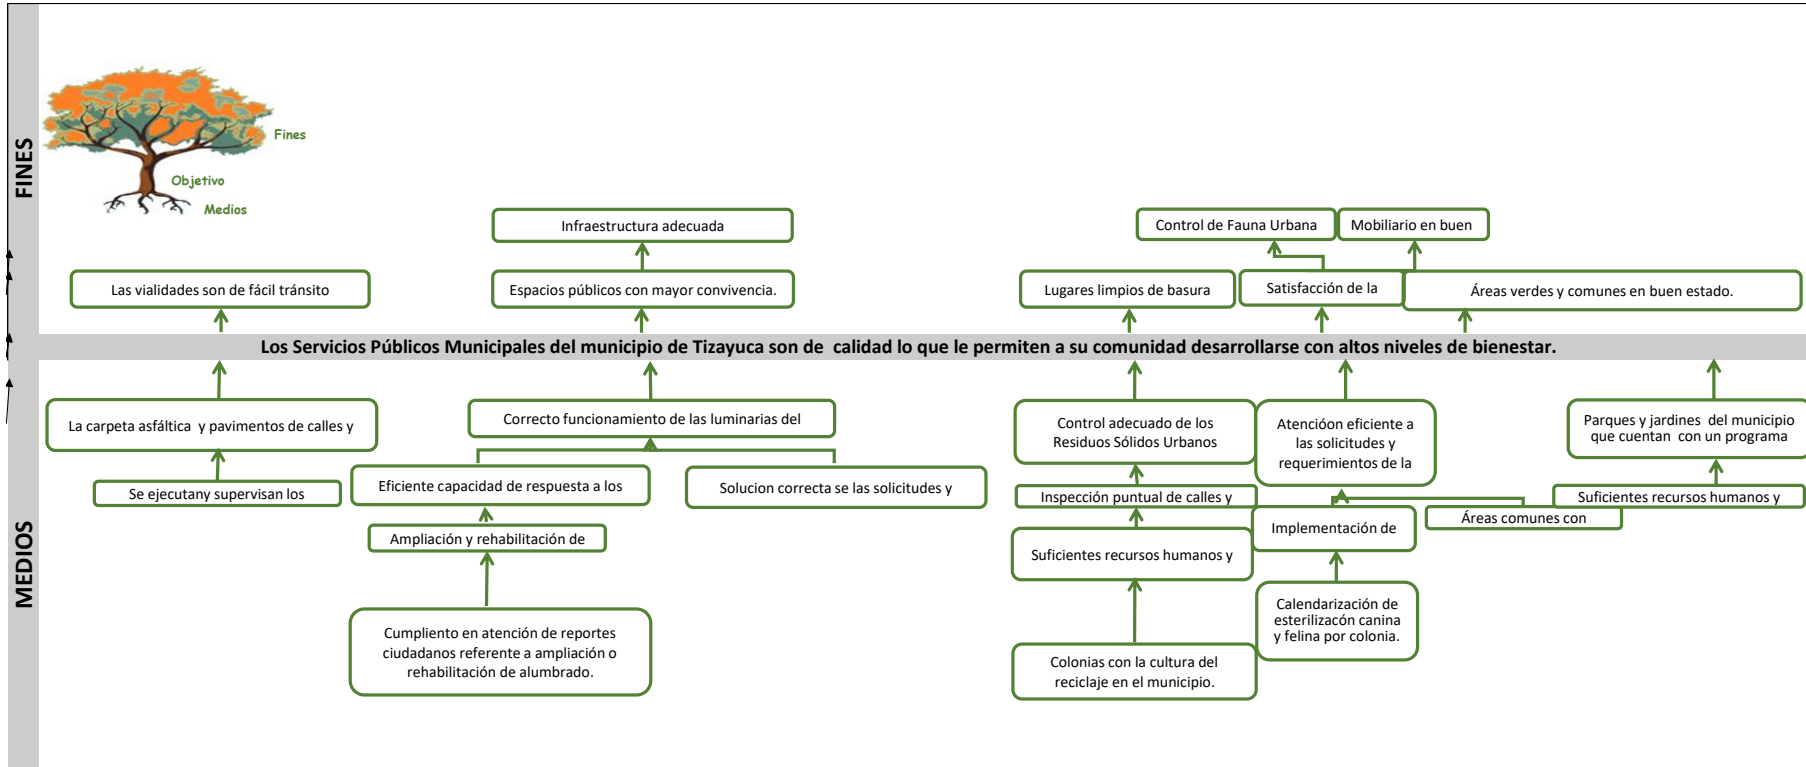 FINES
Fines
Objetivo
Medios
Infraestructura adecuada
Control de Fauna Urbana
Mobiliario en buen
Las vialidades son de fácil tránsito
Espacios públicos con mayor convivencia.
Lugares limpios de basura
Satisfacción de la
Áreas verdes y comunes en buen estado.
Los Servicios Públicos Municipales del municipio de Tizayuca son de calidad lo que le permiten a su comunidad desarrollarse con altos niveles de bienestar.
MEDIOS
La carpeta asfáltica y pavimentos de calles y
Se ejecutany supervisan los
Correcto funcionamiento de las luminarias del
Eficiente capacidad de respuesta a los
Solucion correcta se las solicitudes y
Ampliación y rehabilitación de
Cumpliento en atención de reportes
ciudadanos referente a ampliación o
rehabilitación de alumbrado.
Control adecuado de los
Residuos Sólidos Urbanos
Inspección puntual de calles y
Suficientes recursos humanos y
Colonias con la cultura del
reciclaje en el municipio.
Atencióon eficiente a
las solicitudes y
requerimientos de la
Implementación de
Áreas comunes con
Calendarización de
esterilizacón canina
y felina por colonia.
Parques y jardines del municipio
que cuentan con un programa
Suficientes recursos humanos y